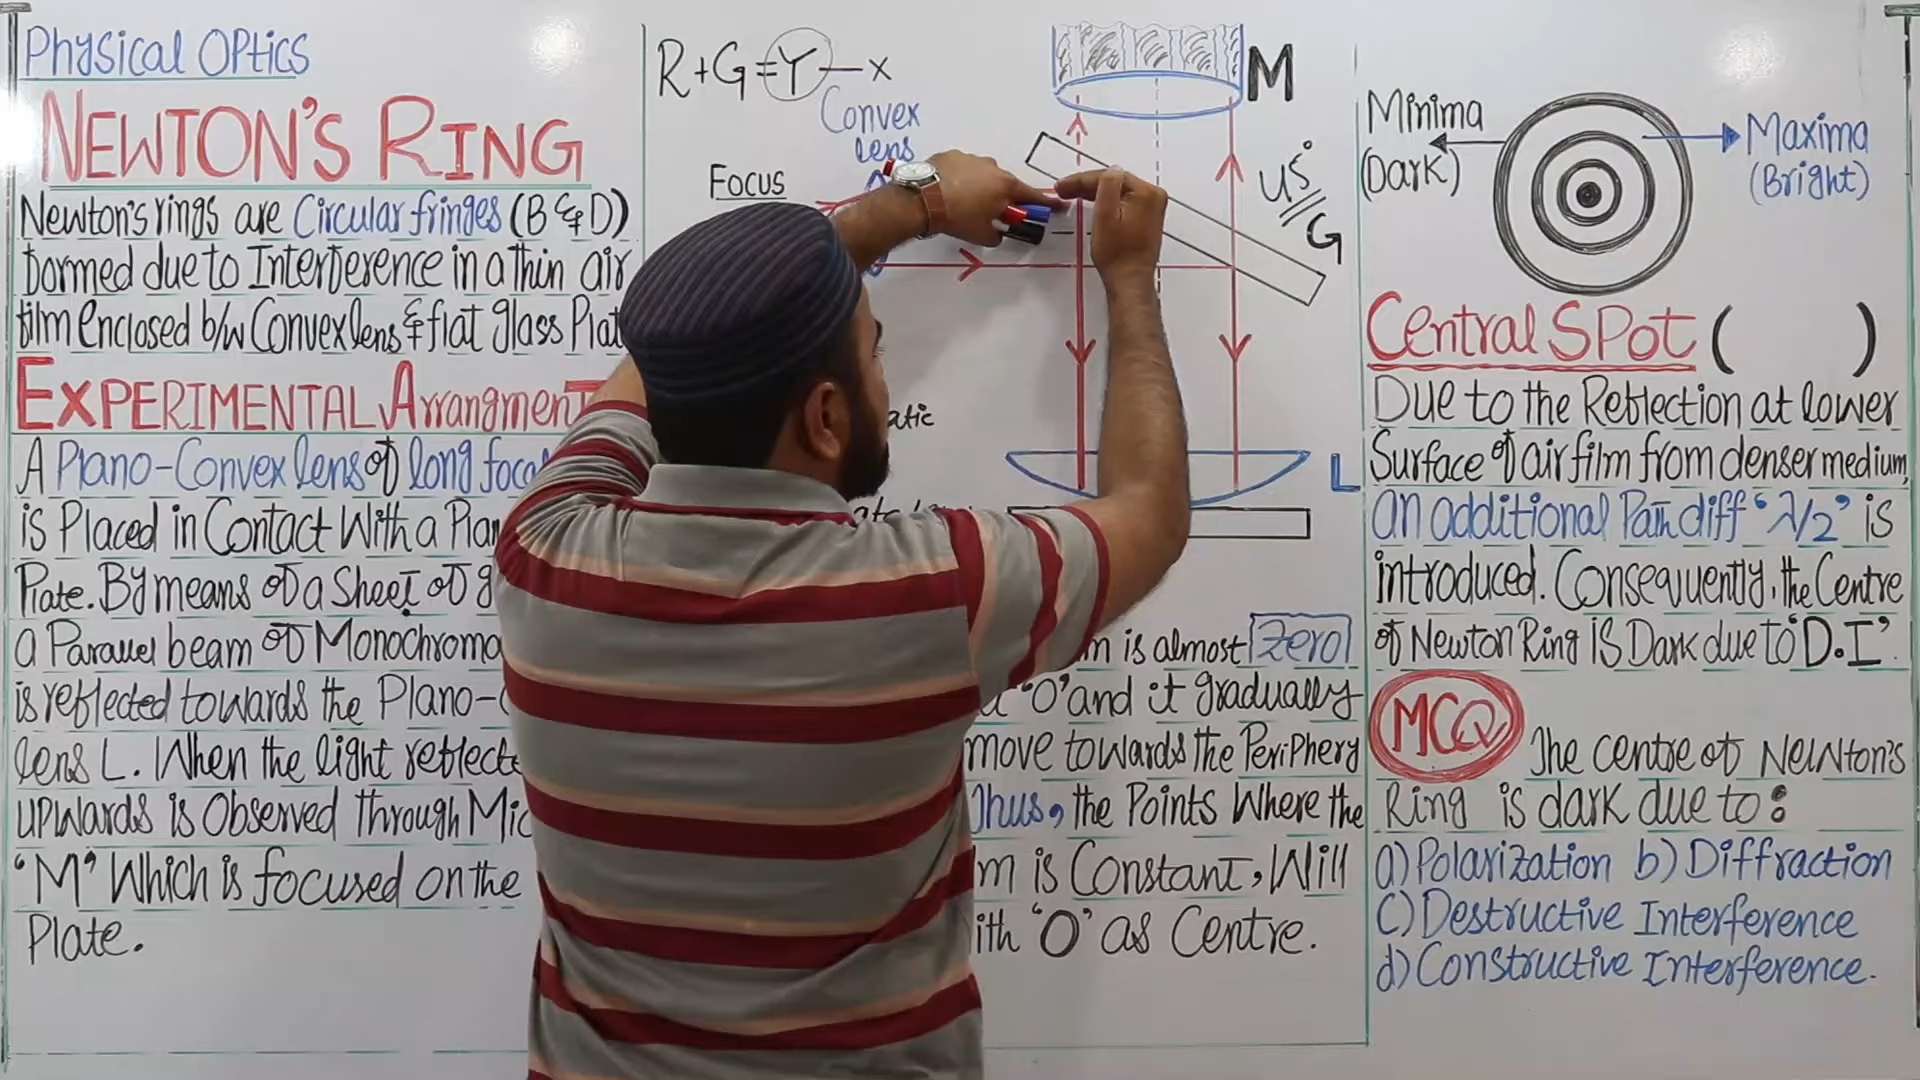 Physical Optics
NEWTON'S RING
Newton's rings are Circular fringes (B & D)
formed due to Interference in a thin air
film enclosed b/w Convex lens & flat glass Plat
EXPERIMENTAL ArrangmenT
A Plano-Convex lens of long foca
is Placed in Contact With a Plan
Plate. By means of a Sheet of g
a Parallel beam of Monochroma
is reflected towards the Plano-
lens L. When the light reflecte
upwards is Observed through Mic
'M' Which is focused on the
Plate.
R+G=Y—x
Convex
lens
Focus
M
45°
G
atic
L
m is almost Zero
'O' and it gradually
move towards the Periphery
Thus, the Points Where the
lm is Constant, Will
ith 'O' as Centre.
Minima
(Dark)
Maxima
(Bright)
Central SPot ( )
Due to the Reflection at lower
Surface of air film from denser medium,
an additional Path diff 'λ/2' is
introduced. Consequently, the Centre
of Newton Ring is Dark due to 'D.I'.
MCQ The centre of Newton's
Ring is dark due to:
a) Polarization b) Diffraction
c) Destructive Interference
d) Constructive Interference.